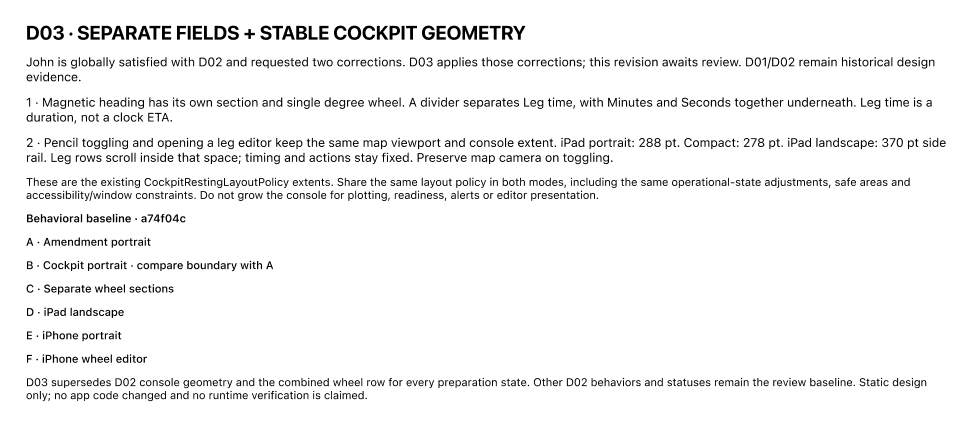 D03 · SEPARATE FIELDS + STABLE COCKPIT GEOMETRY
John is globally satisfied with D02 and requested two corrections. D03 applies those corrections; this revision awaits review. D01/D02 remain historical design
evidence.
1 · Magnetic heading has its own section and single degree wheel. A divider separates Leg time, with Minutes and Seconds together underneath. Leg time is a
duration, not a clock ETA.
2 · Pencil toggling and opening a leg editor keep the same map viewport and console extent. iPad portrait: 288 pt. Compact: 278 pt. iPad landscape: 370 pt side
rail. Leg rows scroll inside that space; timing and actions stay fixed. Preserve map camera on toggling.
These are the existing CockpitRestingLayoutPolicy extents. Share the same layout policy in both modes, including the same operational-state adjustments, safe areas and
accessibility/window constraints. Do not grow the console for plotting, readiness, alerts or editor presentation.
Behavioral baseline · a74f04c
A · Amendment portrait
B · Cockpit portrait · compare boundary with A
C · Separate wheel sections
D · iPad landscape
E · iPhone portrait
F · iPhone wheel editor
D03 supersedes D02 console geometry and the combined wheel row for every preparation state. Other D02 behaviors and statuses remain the review baseline. Static design
only; no app code changed and no runtime verification is claimed.